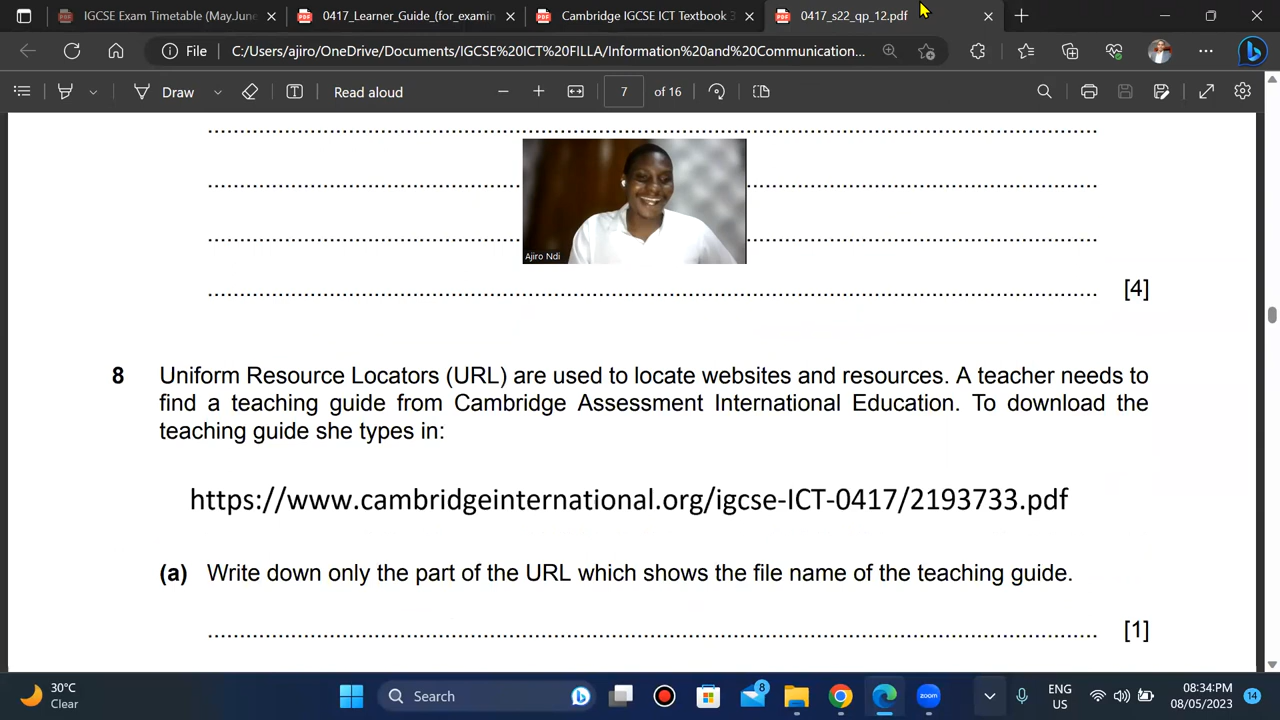 IGCSE Exam Timetable (MayJune
0417_Learner_Guide_(for_examin
Cambridge IGCSE ICT Textbook
0417_s22_qp_12.pdf
File
C:/Users/ajiro/OneDrive/Documents/IGCSE%20ICT%20FILLA/Information%20and%20Communication...
Draw
Read aloud
7
of 16
Ajiro Ndi
[4]
8 Uniform Resource Locators (URL) are used to locate websites and resources. A teacher needs to
find a teaching guide from Cambridge Assessment International Education. To download the
teaching guide she types in:
https://www.cambridgeinternational.org/igcse-ICT-0417/2193733.pdf
(a) Write down only the part of the URL which shows the file name of the teaching guide.
[1]
30°C
Clear
Search
8
zoom
ENG
US
08:34:PM
08/05/2023
14